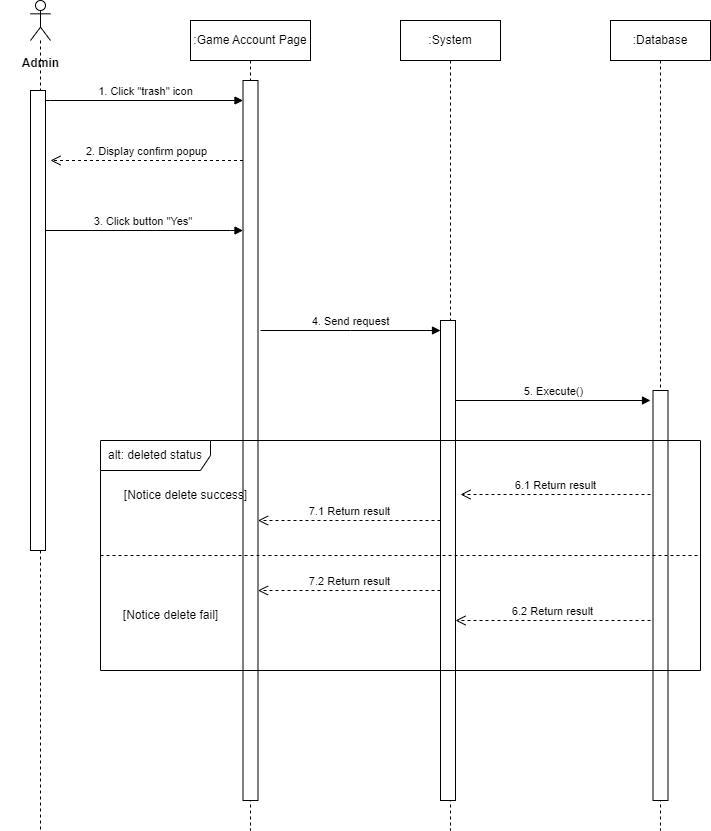 :Game Account Page
:System
:Database
Admin
1. Click "trash" icon
2. Display confirm popup
3. Click button "Yes"
4. Send request
5. Execute()
alt: deleted status
6.1 Return result
[Notice delete success]
7.1 Return result
7.2 Return result
6.2 Return result
[Notice delete fail]